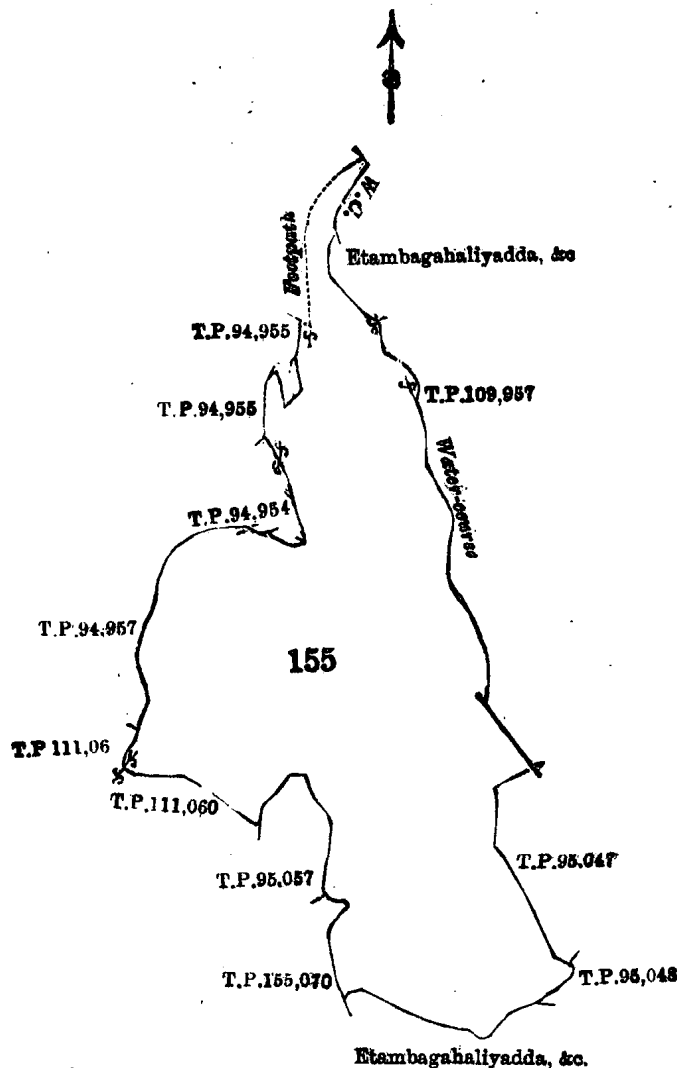 W.C.
Footpath
Etambagahaliyadda, &c
T.P.94,955
T.P.109,957
T.P.94,955
Water-course
T.P.94,954
T.P.94,957
155
T.P 111,06
T.P.111,060
T.P.95,047
T.P.95,057
T.P.155,070
T.P.95,048
Etambagahaliyadda, &c.